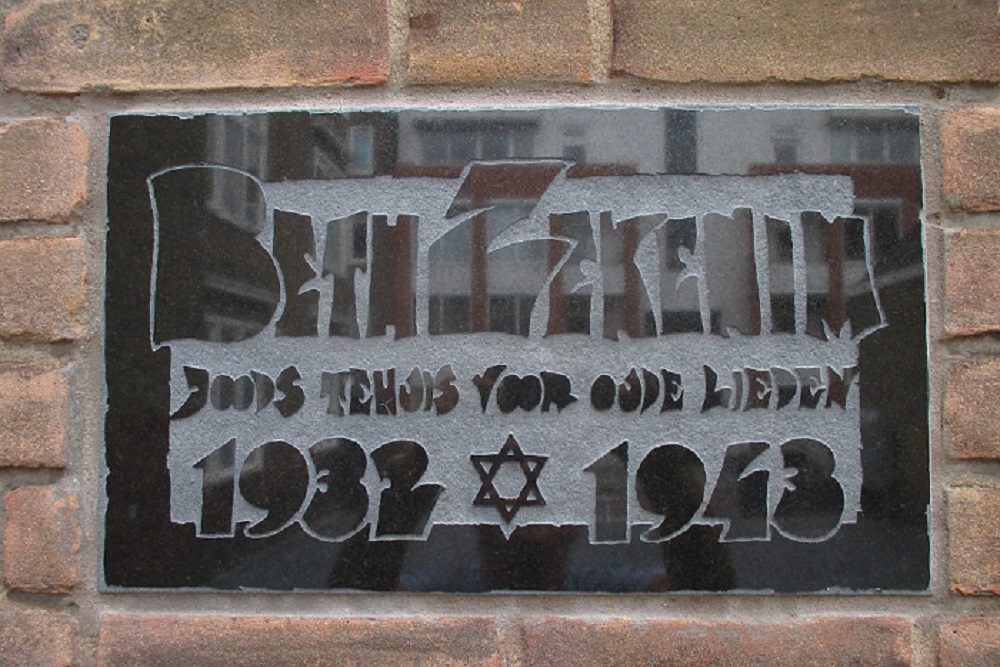 BETH ZEKENIM
JOODS TEHUIS VOOR OUDE LIEDEN
1932 1943